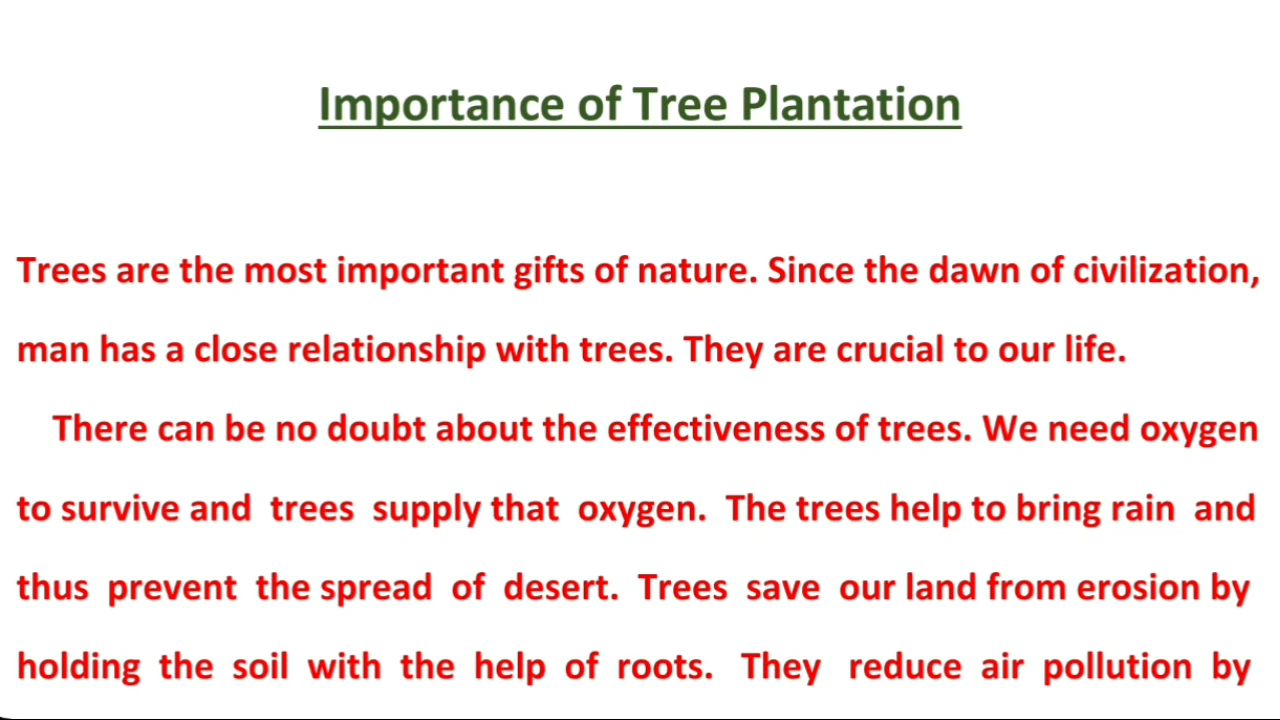 Importance of Tree Plantation
Trees are the most important gifts of nature. Since the dawn of civilization,
man has a close relationship with trees. They are crucial to our life.
There can be no doubt about the effectiveness of trees. We need oxygen
to survive and trees supply that oxygen. The trees help to bring rain and
thus prevent the spread of desert. Trees save our land from erosion by
holding the soil with the help of roots. They reduce air pollution by